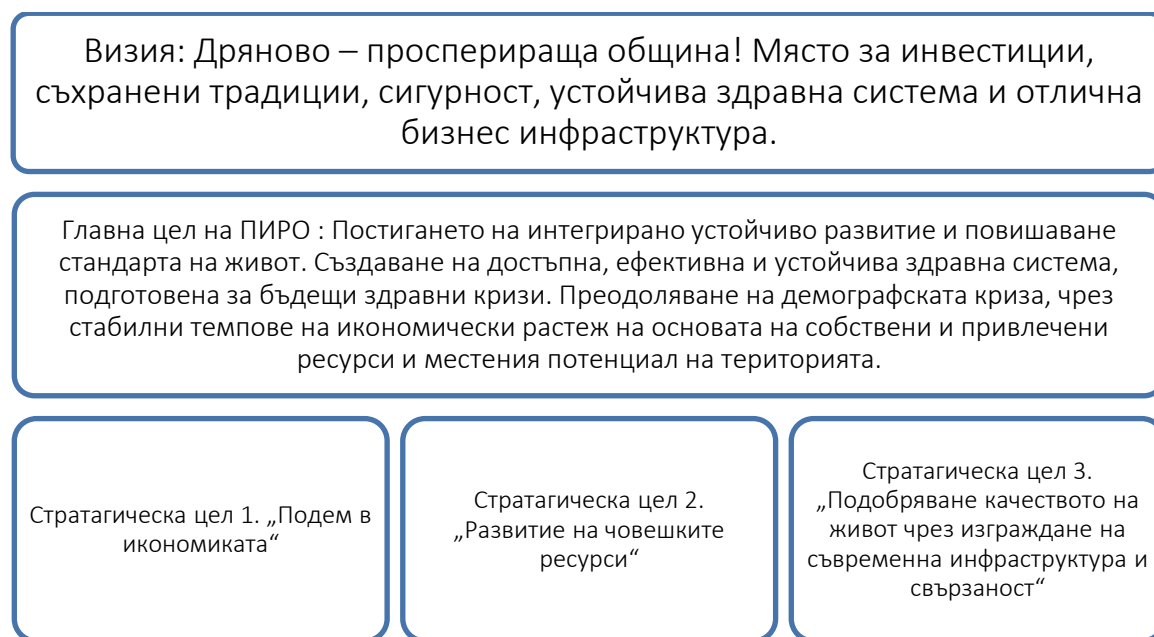 Визия: Дряново – просперираща община! Място за инвестиции,
съхранени традиции, сигурност, устойчива здравна система и отлична
бизнес инфраструктура.
Главна цел на ПИРО : Постигането на интегрирано устойчиво развитие и повишаване
стандарта на живот. Създаване на достъпна, ефективна и устойчива здравна система,
подготовена за бъдещи здравни кризи. Преодоляване на демографската криза, чрез
стабилни темпове на икономически растеж на основата на собствени и привлечени
ресурси и местения потенциал на територията.
Стратагическа цел 1. „Подем в
икономиката“
Стратагическа цел 2.
„Развитие на човешките
ресурси“
Стратагическа цел 3.
„Подобряване качеството на
живот чрез изграждане на
съвременна инфраструктура и
свързаност“